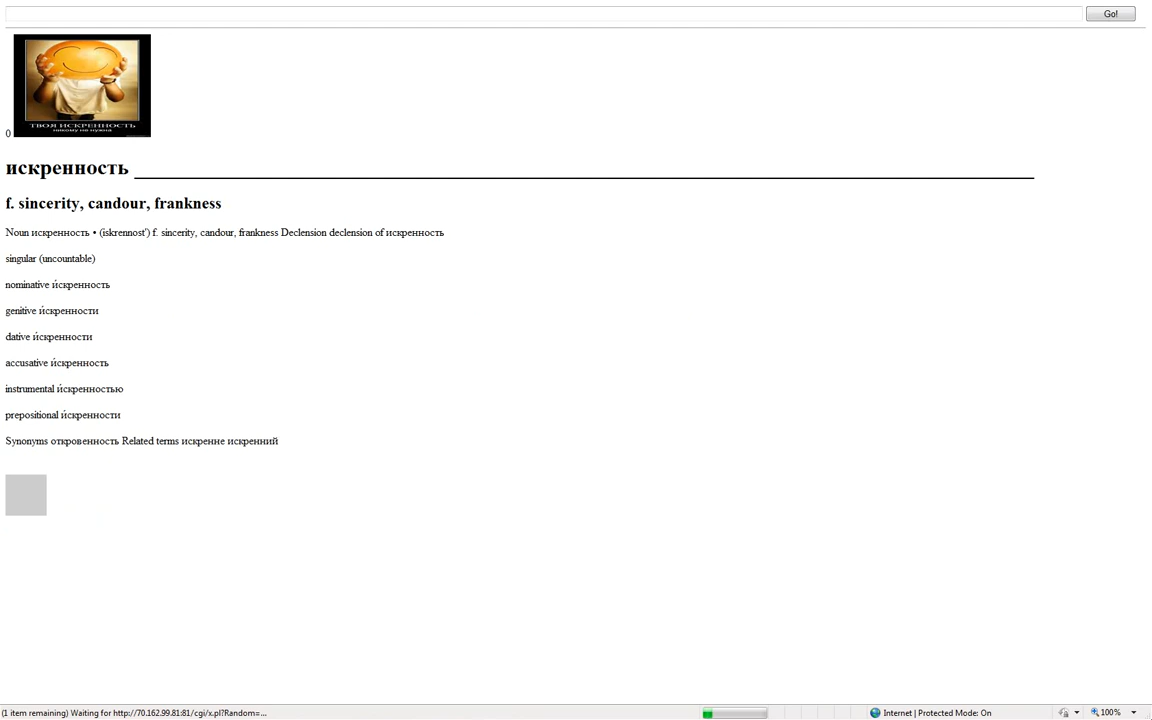 Go!
ТВОЯ ИСКРЕННОСТЬ
никому не нужна
0
искренность
f. sincerity, candour, frankness
Noun искренность • (iskrennost') f. sincerity, candour, frankness Declension declension of искренность
singular (uncountable)
nominative и́скренность
genitive и́скренности
dative и́скренности
accusative и́скренность
instrumental и́скренностью
prepositional и́скренности
Synonyms откровенность Related terms искренне искренний
(1 item remaining) Waiting for http://70.162.99.81:81/cgi/x.pl?Random=...
Internet | Protected Mode: On
100%